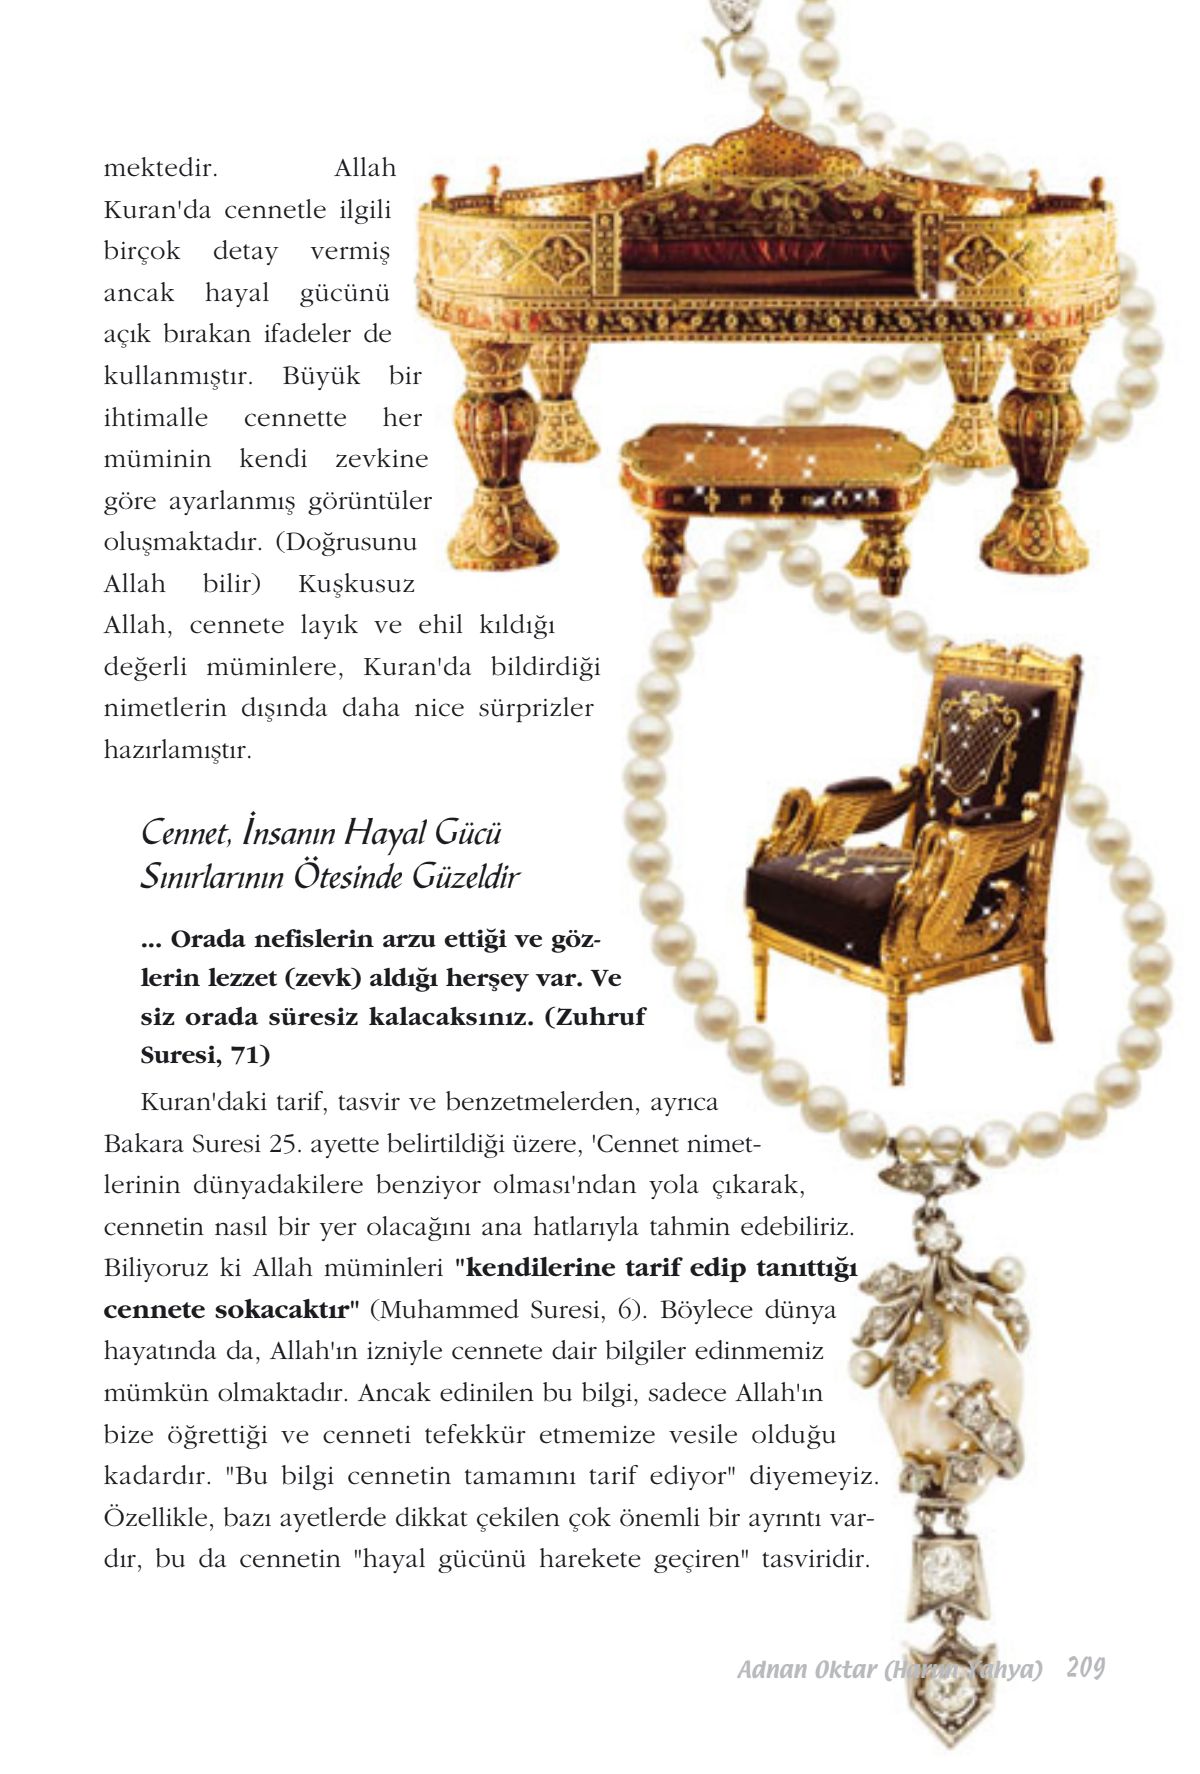 mektedir. Allah
Kuran'da cennetle ilgili
birçok detay vermiş
ancak hayal gücünü
açık bırakan ifadeler de
kullanmıştır. Büyük bir
ihtimalle cennette her
müminin kendi zevkine
göre ayarlanmış görüntüler
oluşmaktadır. (Doğrusunu
Allah bilir) Kuşkusuz
Allah, cennete layık ve ehil kıldığı
değerli müminlere, Kuran'da bildirdiği
nimetlerin dışında daha nice sürprizler
hazırlamıştır.
Cennet, İnsanın Hayal Gücü
Sınırlarının Ötesinde Güzeldir
... Orada nefislerin arzu ettiği ve göz-
lerin lezzet (zevk) aldığı herşey var. Ve
siz orada süresiz kalacaksınız. (Zuhruf
Suresi, 71)
Kuran'daki tarif, tasvir ve benzetmelerden, ayrıca
Bakara Suresi 25. ayette belirtildiği üzere, 'Cennet nimet-
lerinin dünyadakilere benziyor olması'ndan yola çıkarak,
cennetin nasıl bir yer olacağını ana hatlarıyla tahmin edebiliriz.
Biliyoruz ki Allah müminleri "kendilerine tarif edip tanıttığı
cennete sokacaktır" (Muhammed Suresi, 6). Böylece dünya
hayatında da, Allah'ın izniyle cennete dair bilgiler edinmemiz
mümkün olmaktadır. Ancak edinilen bu bilgi, sadece Allah'ın
bize öğrettiği ve cenneti tefekkür etmemize vesile olduğu
kadardır. "Bu bilgi cennetin tamamını tarif ediyor" diyemeyiz.
Özellikle, bazı ayetlerde dikkat çekilen çok önemli bir ayrıntı var-
dır, bu da cennetin "hayal gücünü harekete geçiren" tasviridir.
Adnan Oktar (Harun Yahya) 209